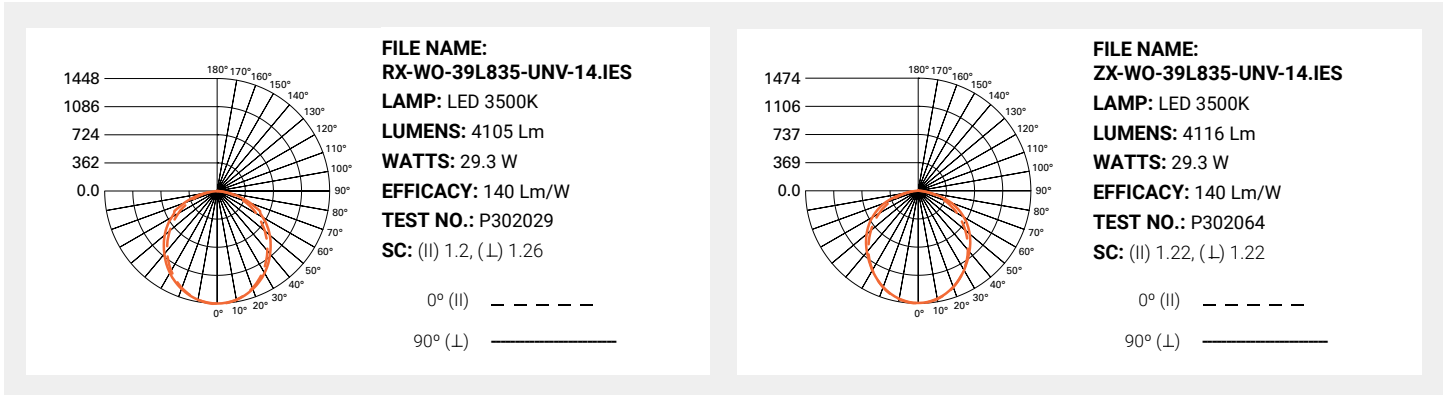 1448
1086
724
362
0.0
180° 170° 160° 150° 140° 130° 120° 110° 100° 90° 80° 70° 60° 50° 40° 30° 20° 10° 0°
FILE NAME:
RX-WO-39L835-UNV-14.IES
LAMP: LED 3500K
LUMENS: 4105 Lm
WATTS: 29.3 W
EFFICACY: 140 Lm/W
TEST NO.: P302029
SC: (II) 1.2, (⊥) 1.26
0º (II)
90º (⊥)
1474
1106
737
369
0.0
180° 170° 160° 150° 140° 130° 120° 110° 100° 90° 80° 70° 60° 50° 40° 30° 20° 10° 0°
FILE NAME:
ZX-WO-39L835-UNV-14.IES
LAMP: LED 3500K
LUMENS: 4116 Lm
WATTS: 29.3 W
EFFICACY: 140 Lm/W
TEST NO.: P302064
SC: (II) 1.22, (⊥) 1.22
0º (II)
90º (⊥)